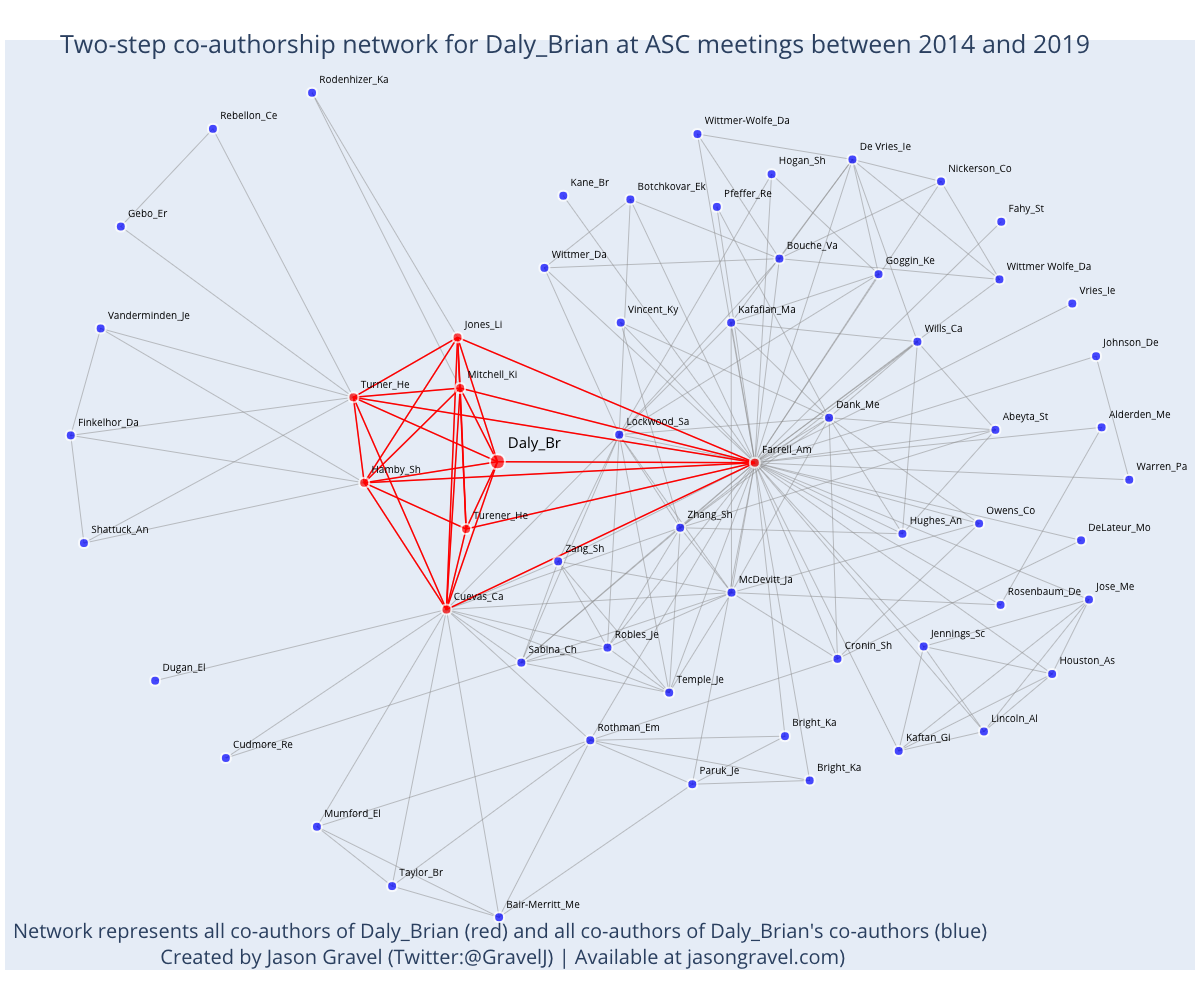 Two-step co-authorship network for Daly_Brian at ASC meetings between 2014 and 2019
Rodenhizer_Ka
Rebellon_Ce
Wittmer-Wolfe_Da
De Vries_Ie
Hogan_Sh
Nickerson_Co
Kane_Br
Botchkovar_Ek
Pfeffer_Re
Gebo_Er
Fahy_St
Bouche_Va
Wittmer_Da
Goggin_Ke
Wittmer Wolfe_Da
Vries_Ie
Vanderminden_Je
Jones_Li
Vincent_Ky
Kafafian_Ma
Wills_Ca
Johnson_De
Mitchell_Ki
Turner_He
Dank_Me
Finkelhor_Da
Lockwood_Sa
Abeyta_St
Alderden_Me
Daly_Br
Farrell_Am
Hamby_Sh
Warren_Pa
Shattuck_An
Turener_He
Zhang_Sh
Hughes_An
Owens_Co
DeLateur_Mo
Zang_Sh
McDevitt_Ja
Cuevas_Ca
Rosenbaum_De
Jose_Me
Robles_Je
Jennings_Sc
Sabina_Ch
Cronin_Sh
Dugan_El
Temple_Je
Houston_As
Rothman_Em
Bright_Ka
Lincoln_Al
Cudmore_Re
Kaftan_Gi
Paruk_Je
Bright_Ka
Mumford_El
Taylor_Br
Bair-Merritt_Me
Network represents all co-authors of Daly_Brian (red) and all co-authors of Daly_Brian's co-authors (blue)
Created by Jason Gravel (Twitter:@GravelJ) | Available at jasongravel.com)